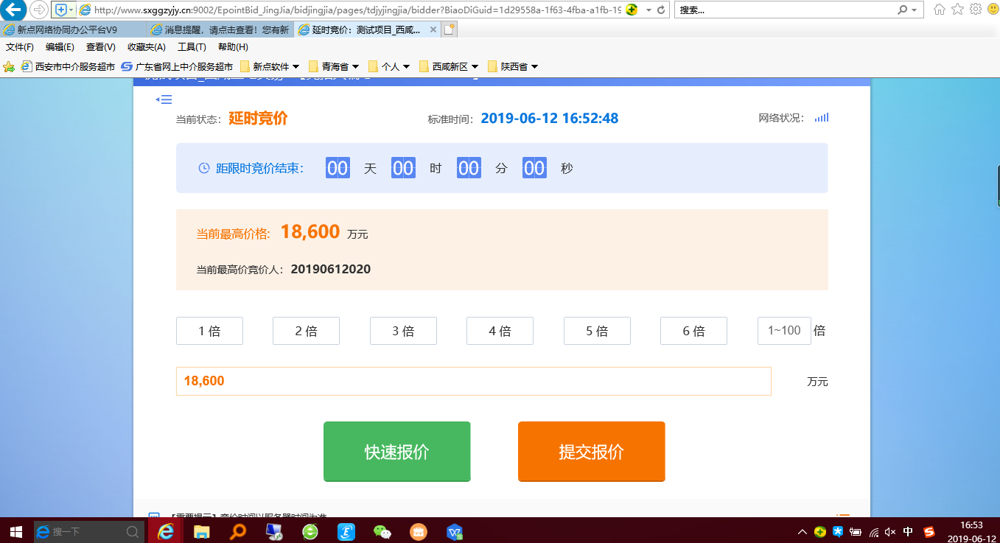 http://www.sxggzyjy.cn:9002/EpointBid_JingJia/bidjingjia/pages/tdjyjingjia/bidder?BiaoDiGuid=1d29558a-1f63-4fba-a1fb-19
搜索...
新点网络协同办公平台V9
消息提醒，请点击查看！您有新
延时竞价：测试项目_西咸...
文件(F) 编辑(E) 查看(V) 收藏夹(A) 工具(T) 帮助(H)
西安市中介服务超市 广东省网上中介服务超市 新点软件 青海省 个人 西咸新区 陕西省
当前状态： 延时竞价 标准时间： 2019-06-12 16:52:48 网络状况：
距限时竞价结束： 00 天 00 时 00 分 00 秒
当前最高价格: 18,600 万元
当前最高价竞价人： 20190612020
1 倍 2 倍 3 倍 4 倍 5 倍 6 倍 1~100 倍
18,600 万元
快速报价 提交报价
【重要提示】竞价时间以服务器时间为准
搜一下
中
16:53
2019-06-12